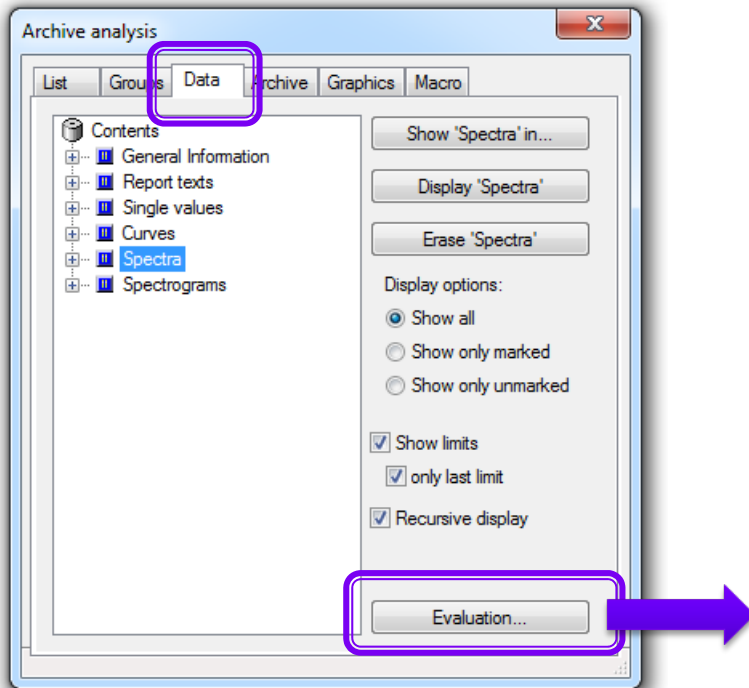 Archive analysis
List Groups Data Archive Graphics Macro
Contents
General Information
Report texts
Single values
Curves
Spectra
Spectrograms
Show 'Spectra' in...
Display 'Spectra'
Erase 'Spectra'
Display options:
Show all
Show only marked
Show only unmarked
Show limits
only last limit
Recursive display
Evaluation...